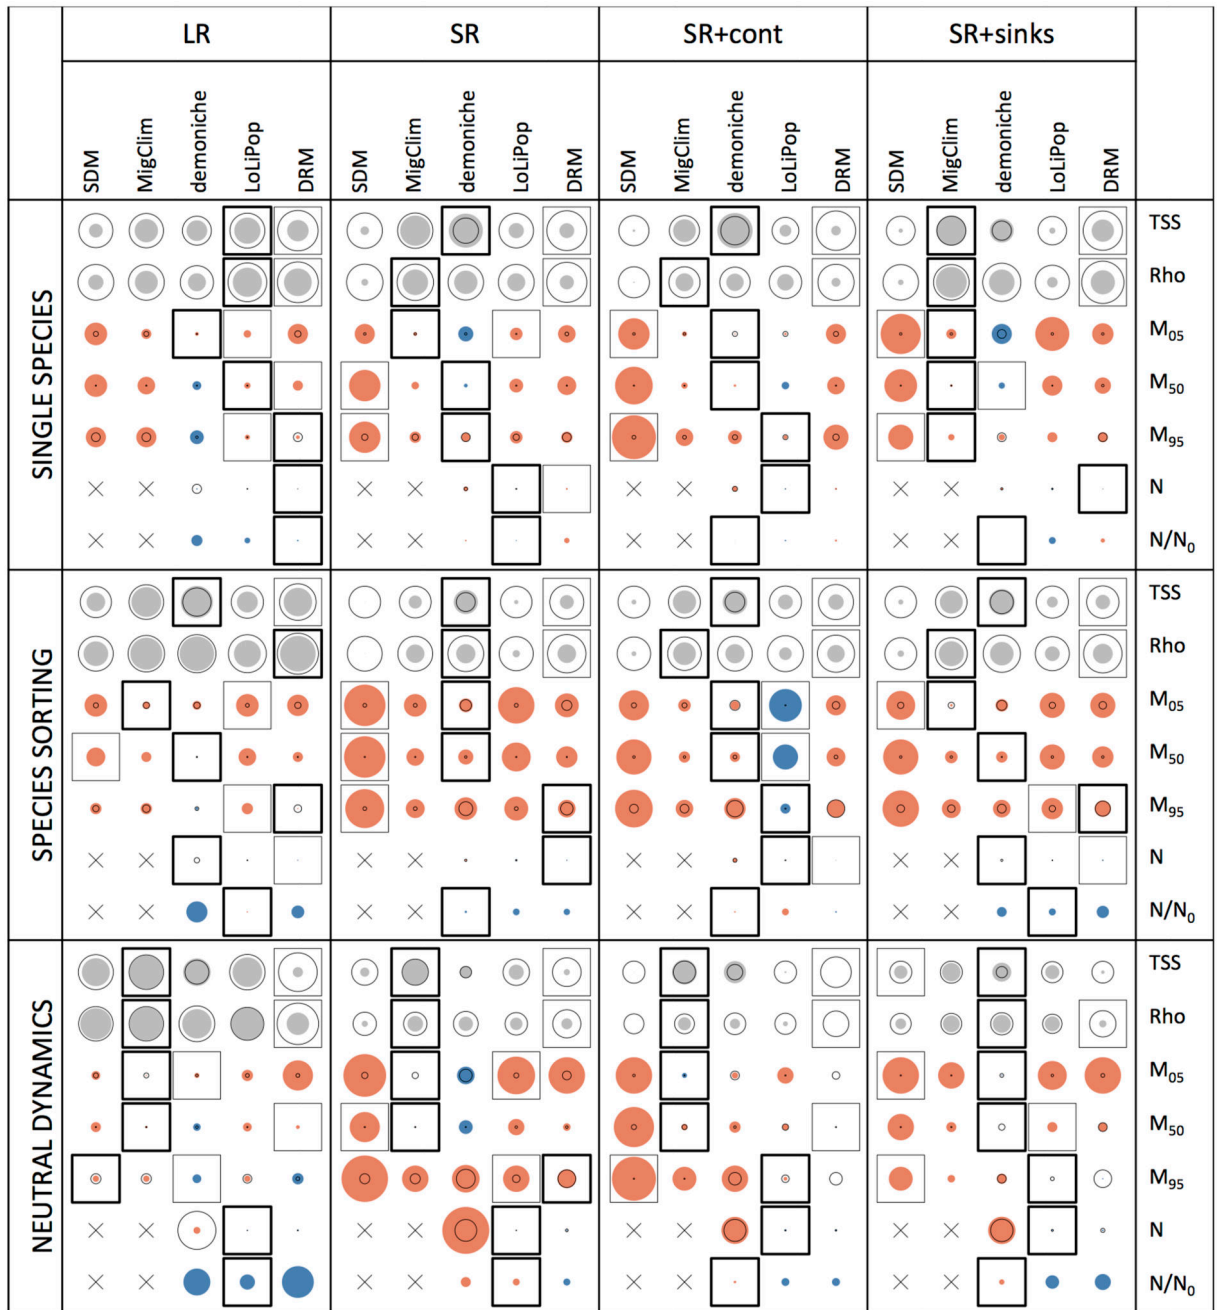 LR SR SR+cont SR+sinks
SDM MigClim demoniche LoLiPop DRM SDM MigClim demoniche LoLiPop DRM SDM MigClim demoniche LoLiPop DRM SDM MigClim demoniche LoLiPop DRM
SINGLE SPECIES
TSS
Rho
M05
M50
M95
N
N/N0
SPECIES SORTING
TSS
Rho
M05
M50
M95
N
N/N0
NEUTRAL DYNAMICS
TSS
Rho
M05
M50
M95
N
N/N0